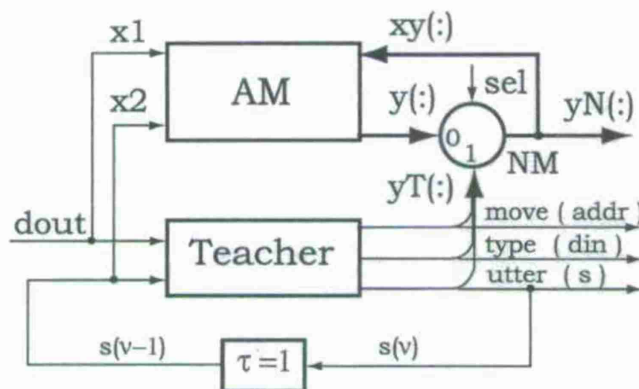 x1
xy(:)
AM
sel
x2
y(:)
yN(:)
0
1
NM
yT(:)
dout
move (addr)
Teacher
type (din)
utter (s)
s(ν-1)
τ=1
s(ν)